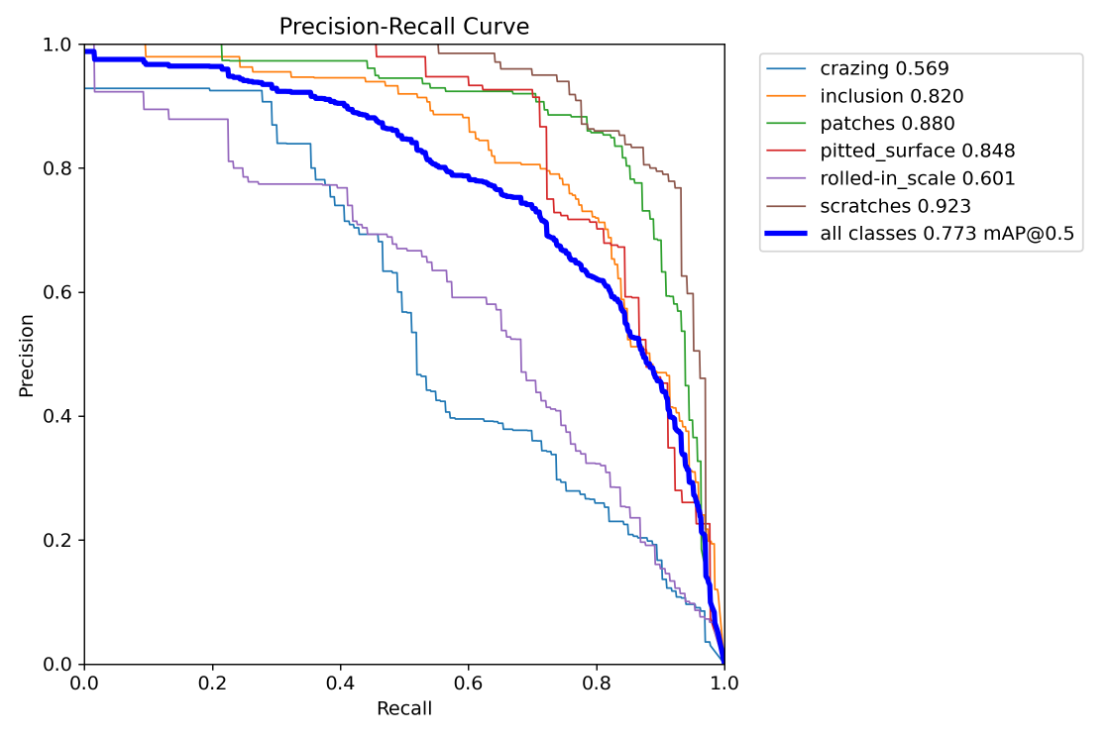 Precision-Recall Curve
1.0
0.8
0.6
0.4
0.2
0.0
Precision
0.0 0.2 0.4 0.6 0.8 1.0
Recall
crazing 0.569
inclusion 0.820
patches 0.880
pitted_surface 0.848
rolled-in_scale 0.601
scratches 0.923
all classes 0.773 mAP@0.5